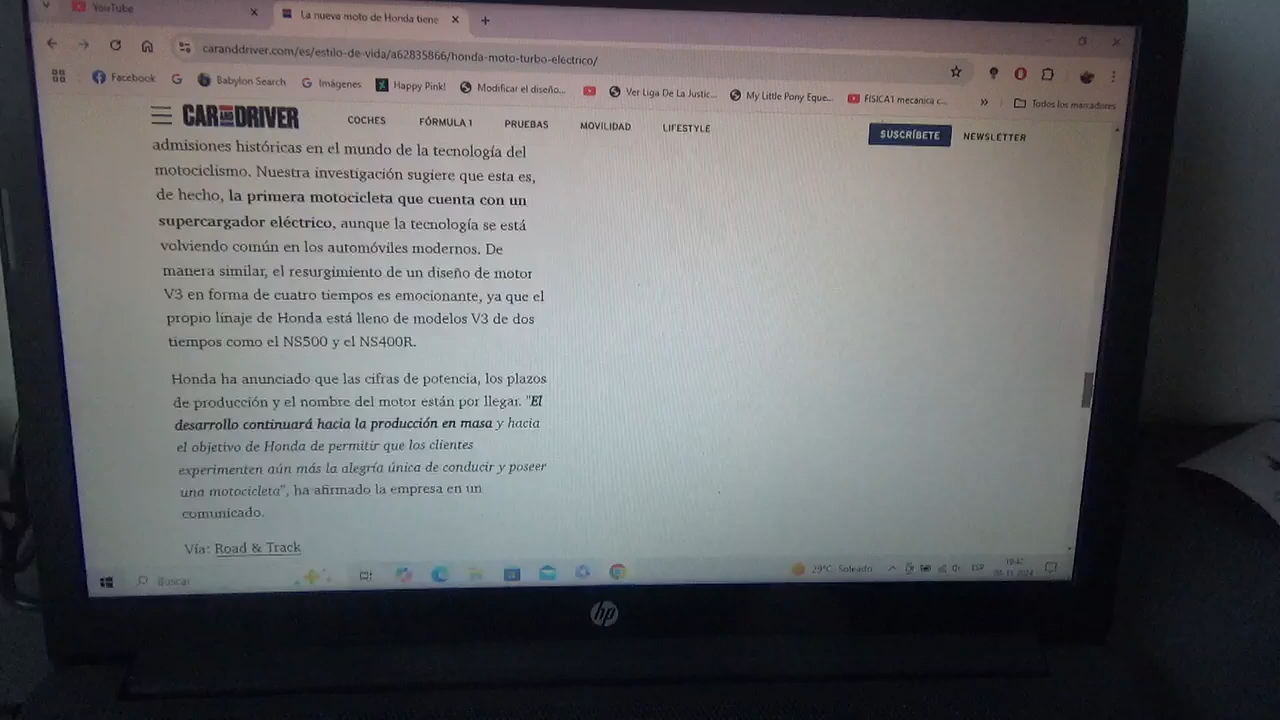 YouTube
La nueva moto de Honda tiene
caranddriver.com/es/estilo-de-vida/a62835866/honda-moto-turbo-electrico/
Facebook
Babylon Search
Imágenes
Happy Pink!
Modificar el diseño...
Ver Liga De La Justic...
My Little Pony Eque...
FÍSICA1 mecanica c...
Todos los marcadores
CAR AND DRIVER
COCHES
FÓRMULA 1
PRUEBAS
MOVILIDAD
LIFESTYLE
SUSCRÍBETE
NEWSLETTER
admisiones históricas en el mundo de la tecnología del
motociclismo. Nuestra investigación sugiere que esta es,
de hecho, la primera motocicleta que cuenta con un
supercargador eléctrico, aunque la tecnología se está
volviendo común en los automóviles modernos. De
manera similar, el resurgimiento de un diseño de motor
V3 en forma de cuatro tiempos es emocionante, ya que el
propio linaje de Honda está lleno de modelos V3 de dos
tiempos como el NS500 y el NS400R.
Honda ha anunciado que las cifras de potencia, los plazos
de producción y el nombre del motor están por llegar. "El
desarrollo continuará hacia la producción en masa y hacia
el objetivo de Honda de permitir que los clientes
experimenten aún más la alegría única de conducir y poseer
una motocicleta", ha afirmado la empresa en un
comunicado.
Vía: Road & Track
Buscar
29°C Soleado
ESP
hp